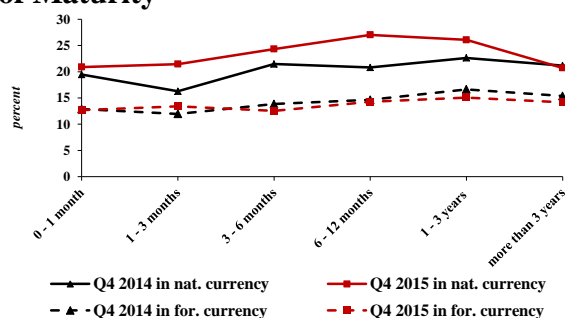 or Maturity
30
25
20
15
10
5
0
percent
0 - 1 month
1 - 3 months
3 - 6 months
6 - 12 months
1 - 3 years
more than 3 years
Q4 2014 in nat. currency
Q4 2015 in nat. currency
Q4 2014 in for. currency
Q4 2015 in for. currency